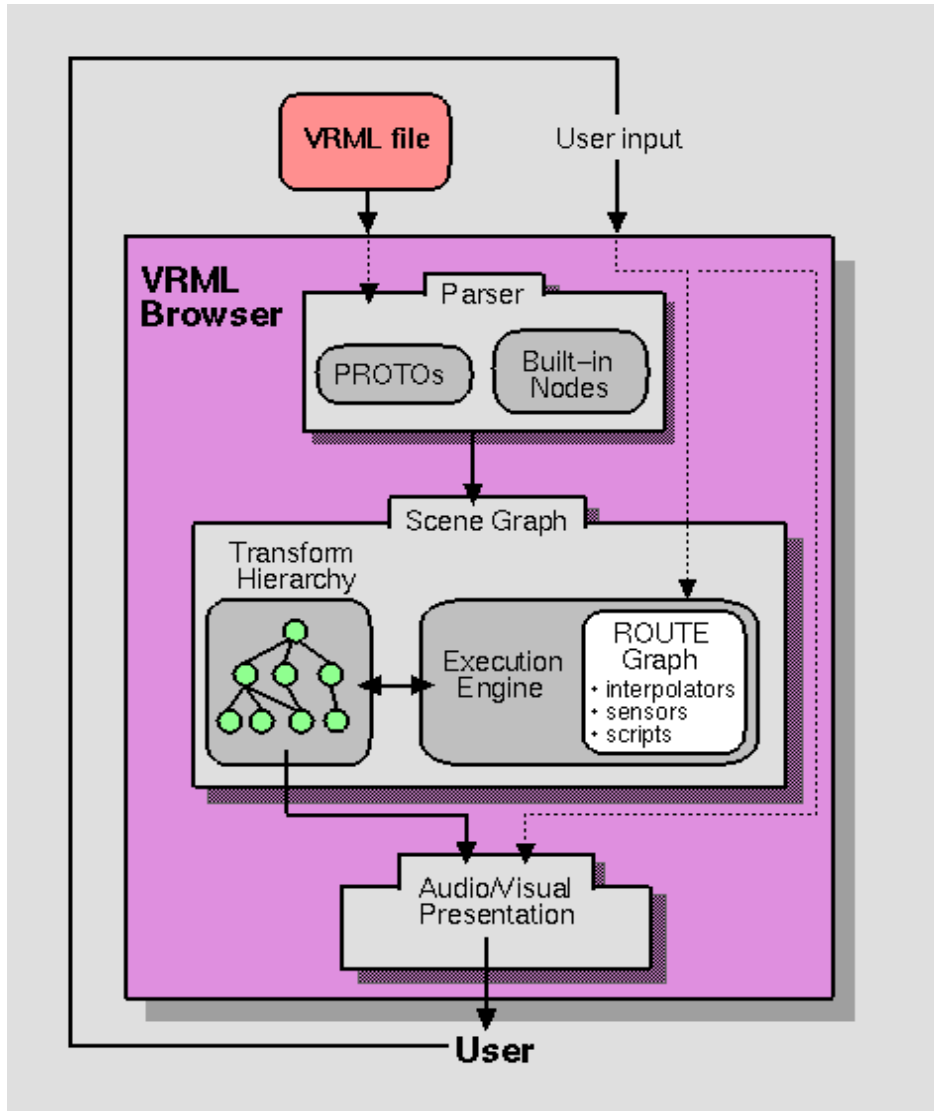 VRML file
User input
VRML
Browser
Parser
PROTOs
Built–in
Nodes
Scene Graph
Transform
Hierarchy
Execution
Engine
ROUTE
Graph
• interpolators
• sensors
• scripts
Audio/Visual
Presentation
User